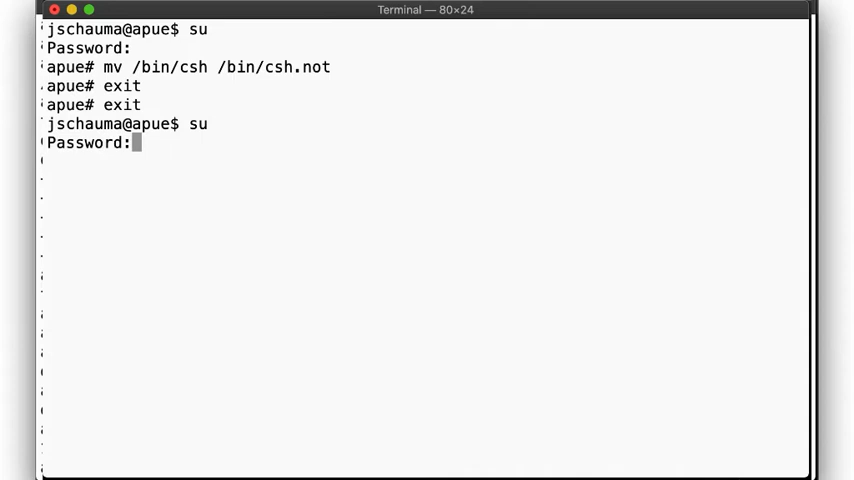 Terminal — 80×24
jschauma@apue$ su
Password:
apue# mv /bin/csh /bin/csh.not
apue# exit
apue# exit
jschauma@apue$ su
Password: